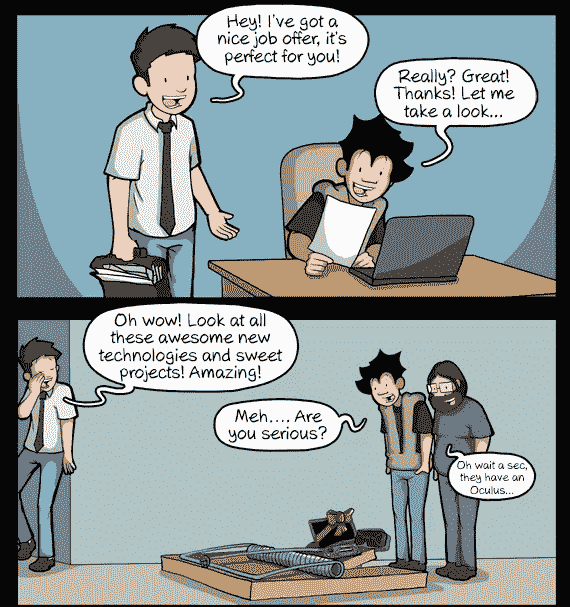 Hey! I've got a
nice job offer, it's
perfect for you!
Really? Great!
Thanks! Let me
take a look...
Oh wow! Look at all
these awesome new
technologies and sweet
projects! Amazing!
Meh.... Are
you serious?
Oh wait a sec,
they have an
Oculus...